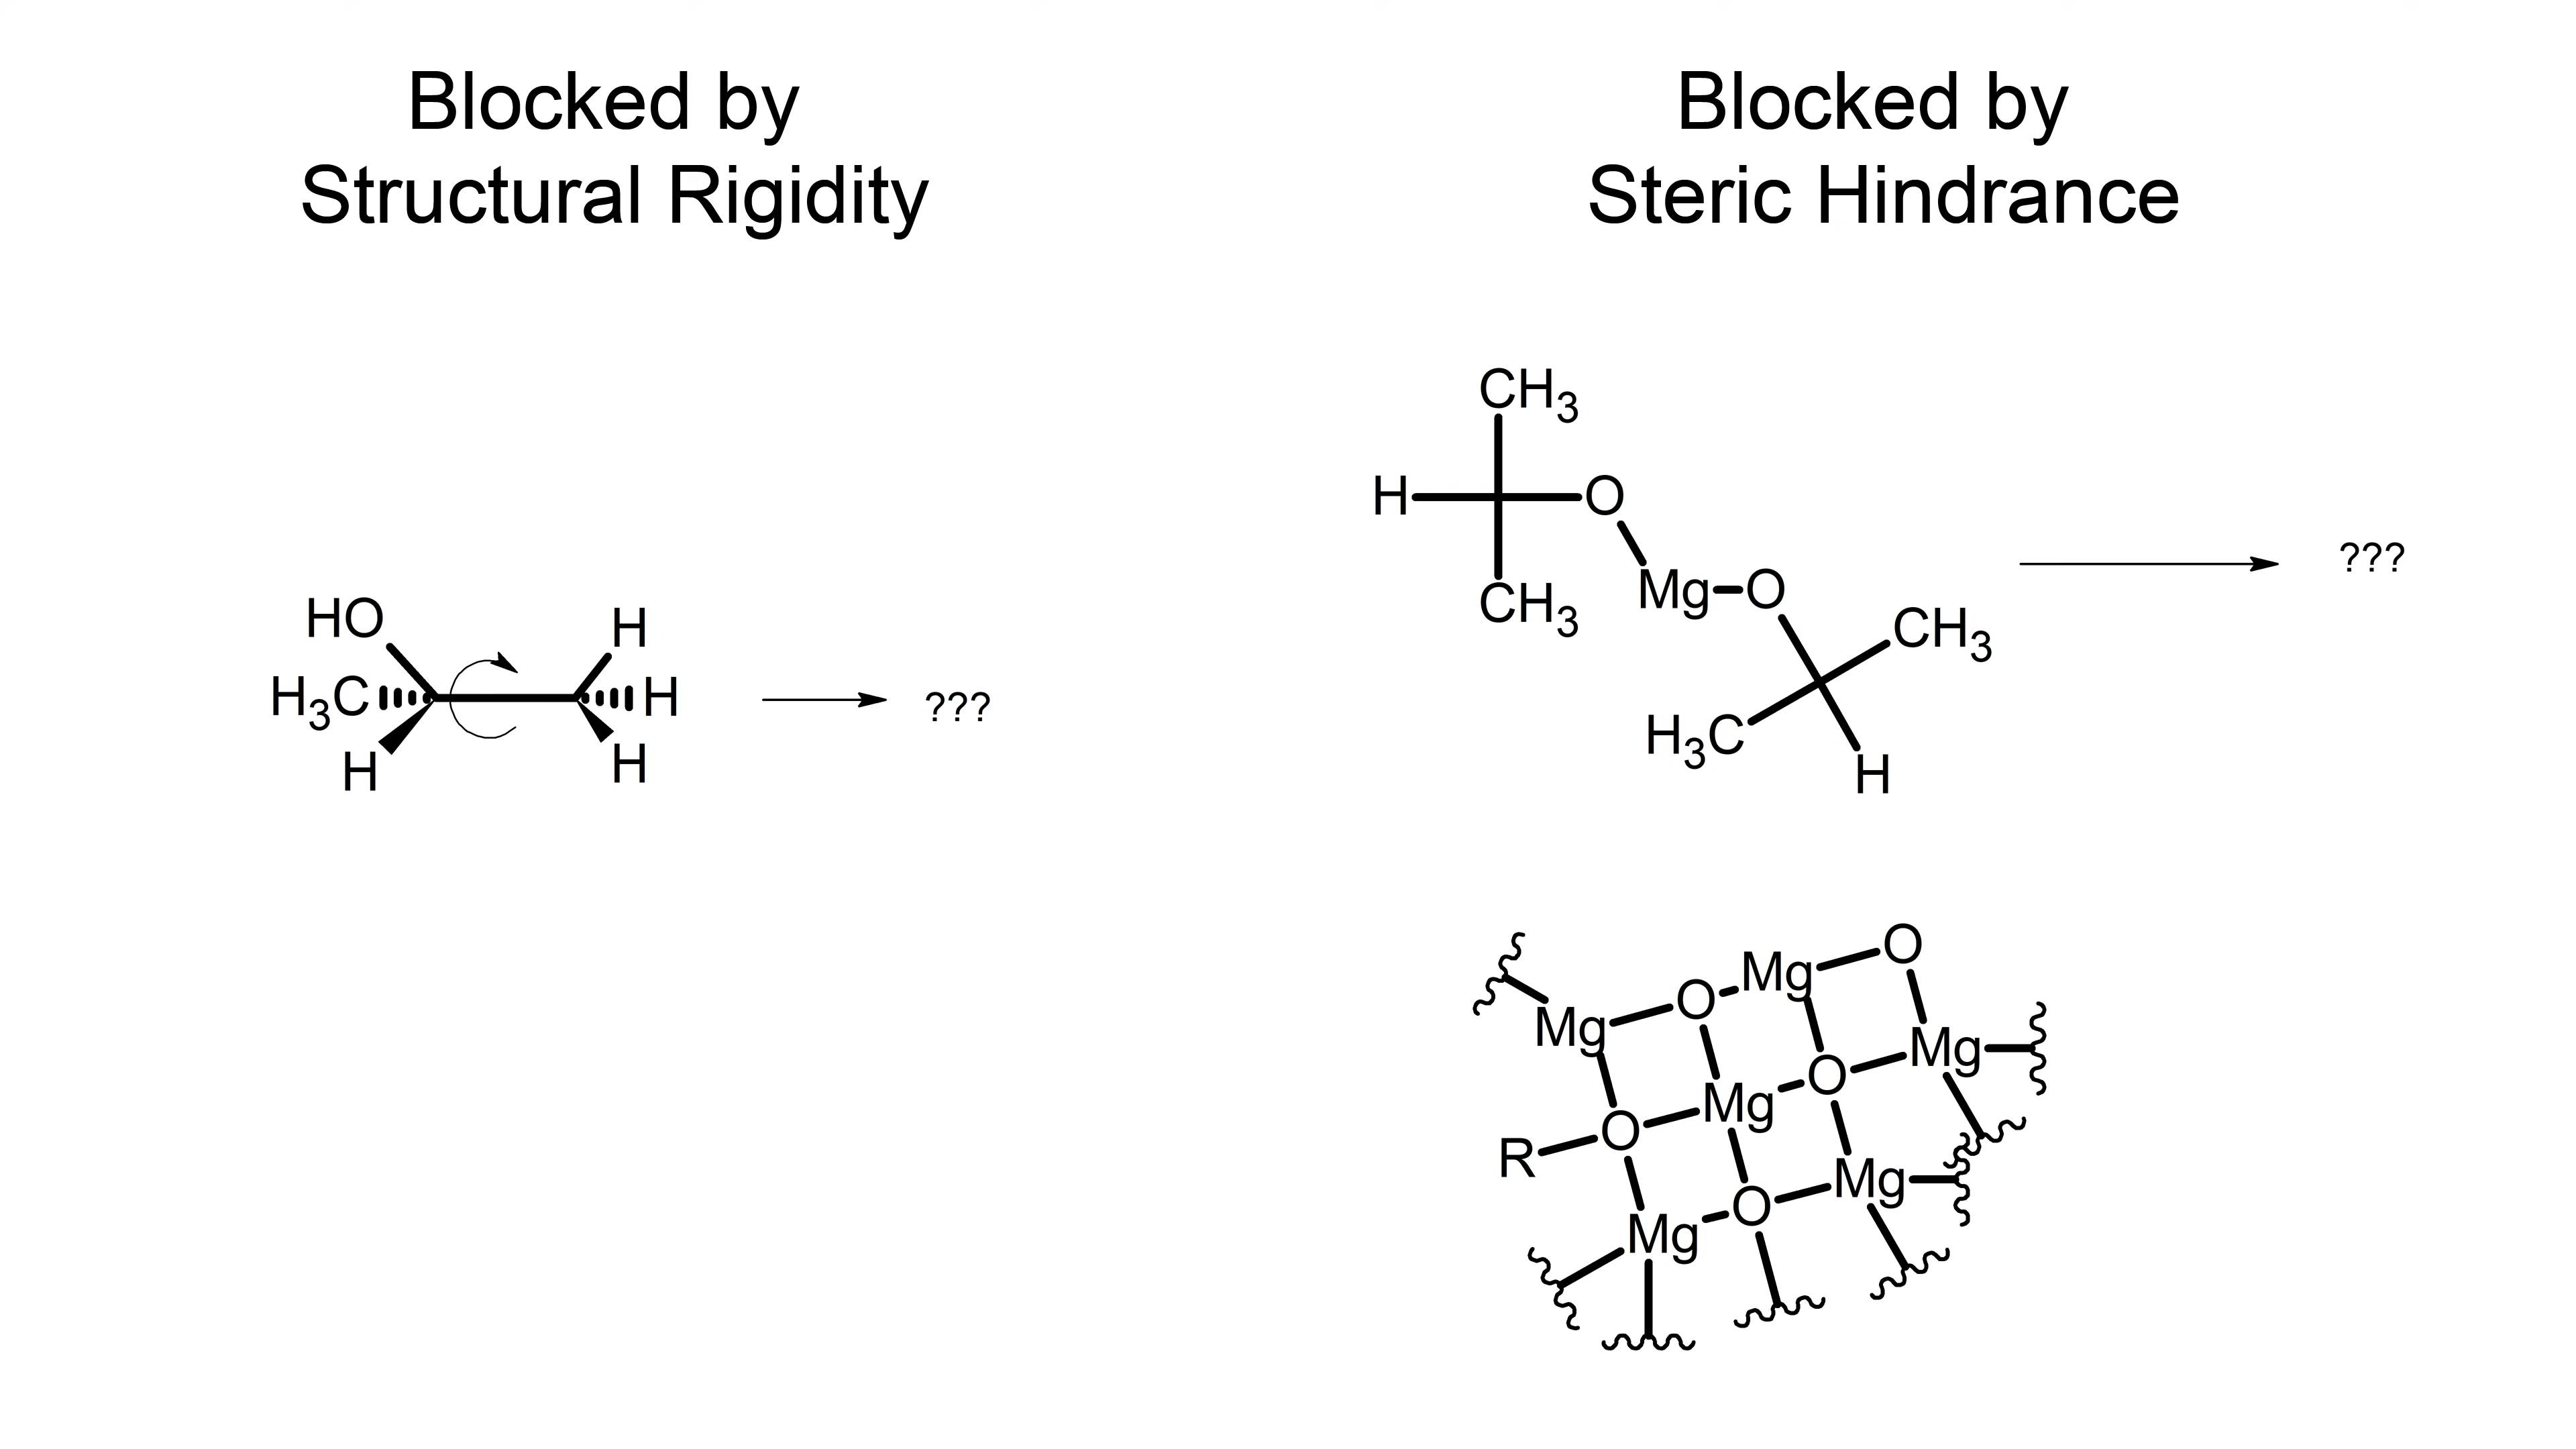 Blocked by
Structural Rigidity
HO
H
H3C
H
H
H
???
Blocked by
Steric Hindrance
CH3
H
O
CH3
Mg
O
CH3
H3C
H
???
O
Mg
O
Mg
Mg
O
Mg
O
R
Mg
O
Mg